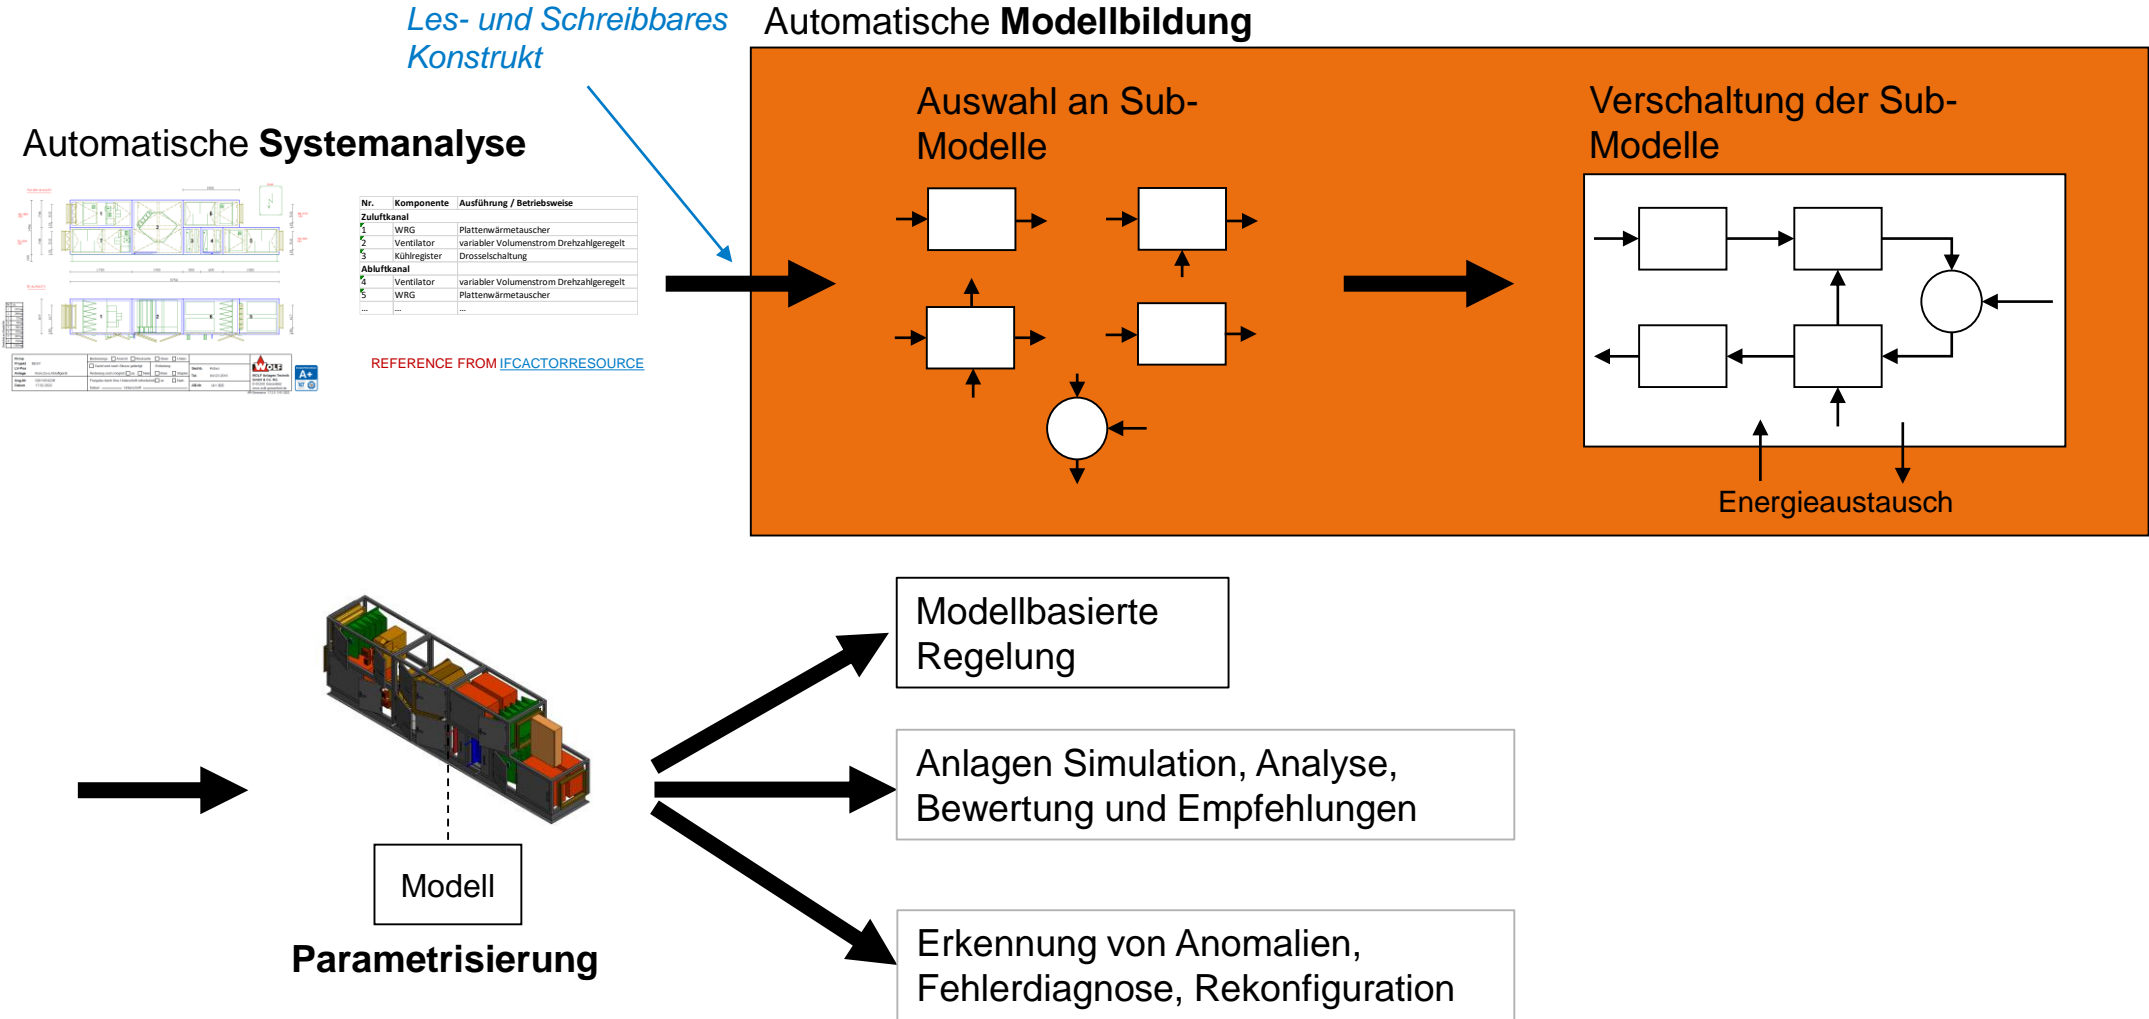 Les- und Schreibbares
Konstrukt
Automatische Modellbildung
Automatische Systemanalyse
Nr. Komponente Ausführung / Betriebsweise
Zuluftkanal
1 WRG Plattenwärmetauscher
2 Ventilator variabler Volumenstrom Drehzahlgeregelt
3 Kühlregister Drosselschaltung
Abluftkanal
4 Ventilator variabler Volumenstrom Drehzahlgeregelt
5 WRG Plattenwärmetauscher
... ... ...
REFERENCE FROM IFCACTORRESOURCE
WOLF
A+
Auswahl an Sub-
Modelle
Verschaltung der Sub-
Modelle
Energieaustausch
Modell
Parametrisierung
Modellbasierte
Regelung
Anlagen Simulation, Analyse,
Bewertung und Empfehlungen
Erkennung von Anomalien,
Fehlerdiagnose, Rekonfiguration